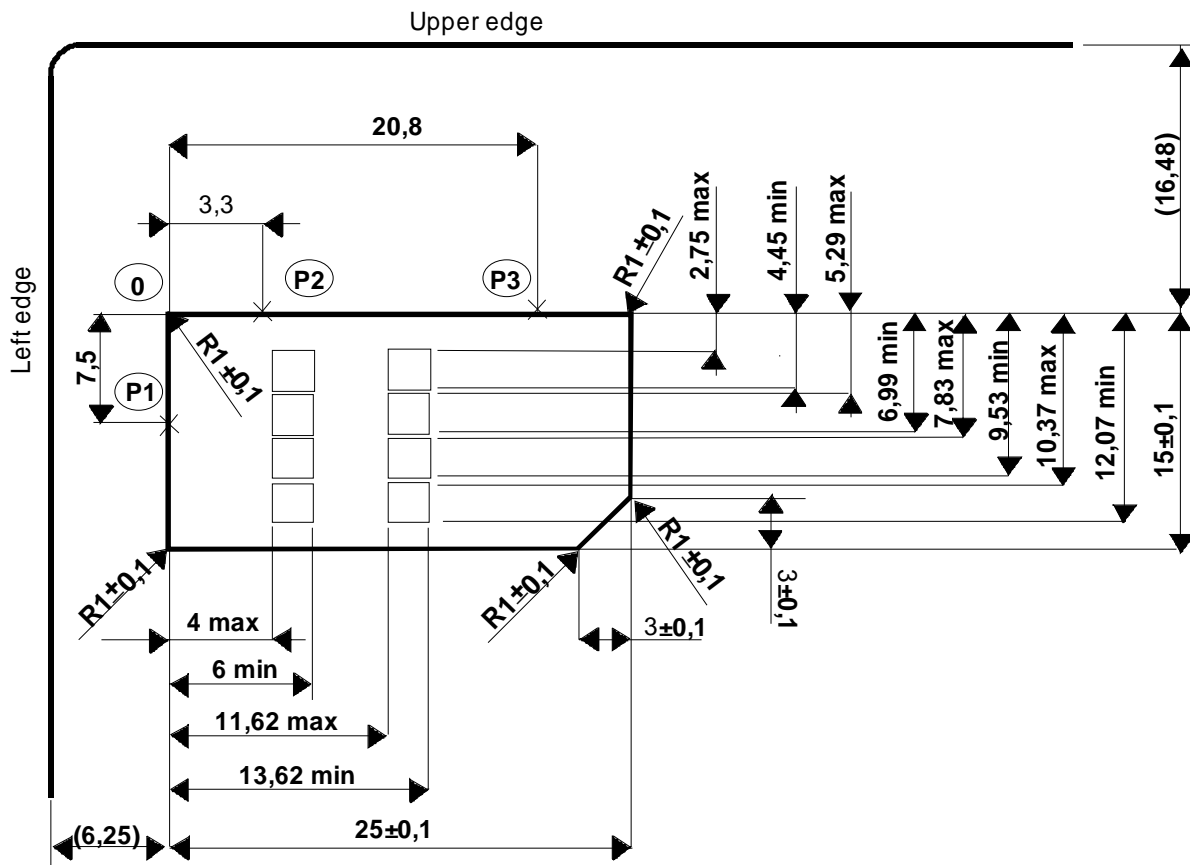 Upper edge
20,8
(16,48)
3,3
R1±0,1
2,75 max
4,45 min
5,29 max
0
P2
P3
Left edge
7,5
P1
R1±0,1
6,99 min
7,83 max
9,53 min
10,37 max
12,07 min
15±0,1
R1±0,1
R1±0,1
R1±0,1
3±0,1
4 max
3±0,1
6 min
11,62 max
13,62 min
(6,25)
25±0,1